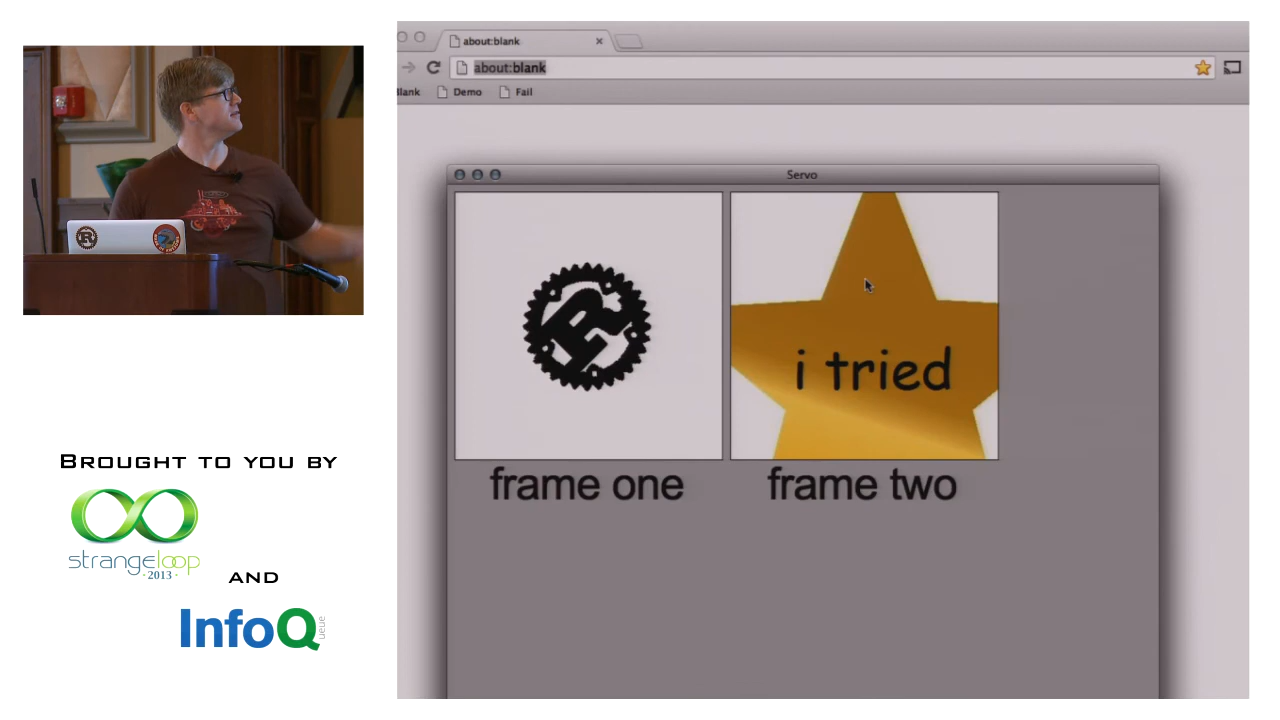 about:blank
about:blank
lank
Demo
Fail
Servo
R
i tried
frame one
frame two
R
BROUGHT TO YOU BY
strangeloop
·2013·
AND
InfoQ
ueue